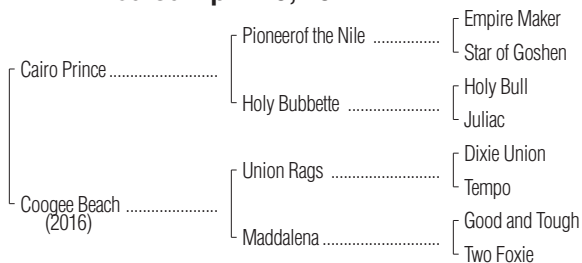 Empire Maker
Pioneerof the Nile ................
Star of Goshen
Cairo Prince ..........................
Holy Bull
Holy Bubbette ......................
Juliac
Dixie Union
Union Rags ..........................
Tempo
Coogee Beach ......................
(2016)
Good and Tough
Maddalena ............................
Two Foxie